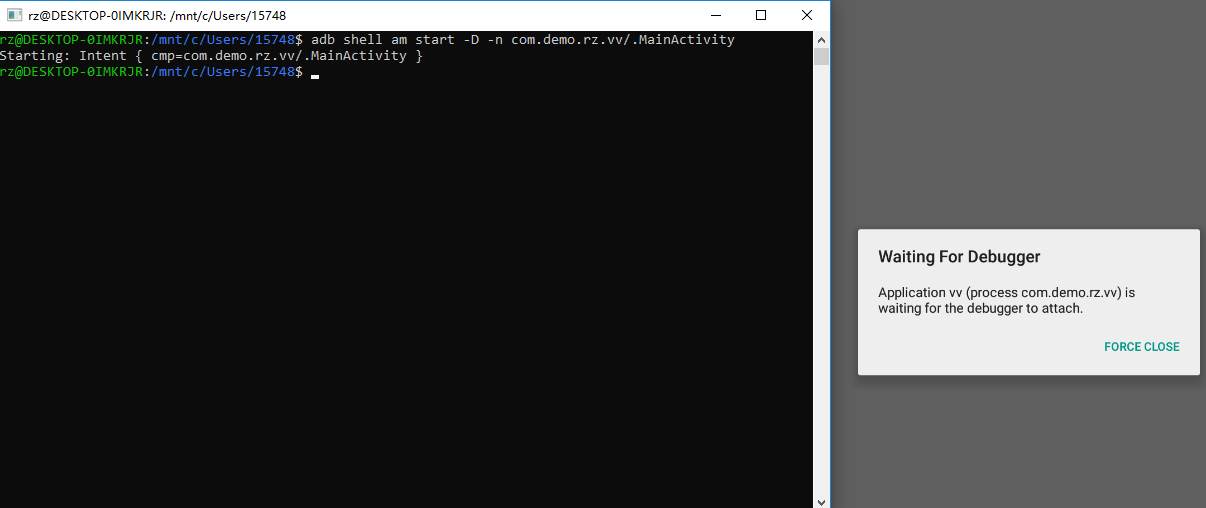 rz@DESKTOP-0IMKRJR: /mnt/c/Users/15748
rz@DESKTOP-0IMKRJR:/mnt/c/Users/15748$ adb shell am start -D -n com.demo.rz.vv/.MainActivity
Starting: Intent { cmp=com.demo.rz.vv/.MainActivity }
rz@DESKTOP-0IMKRJR:/mnt/c/Users/15748$
Waiting For Debugger
Application vv (process com.demo.rz.vv) is
waiting for the debugger to attach.
FORCE CLOSE